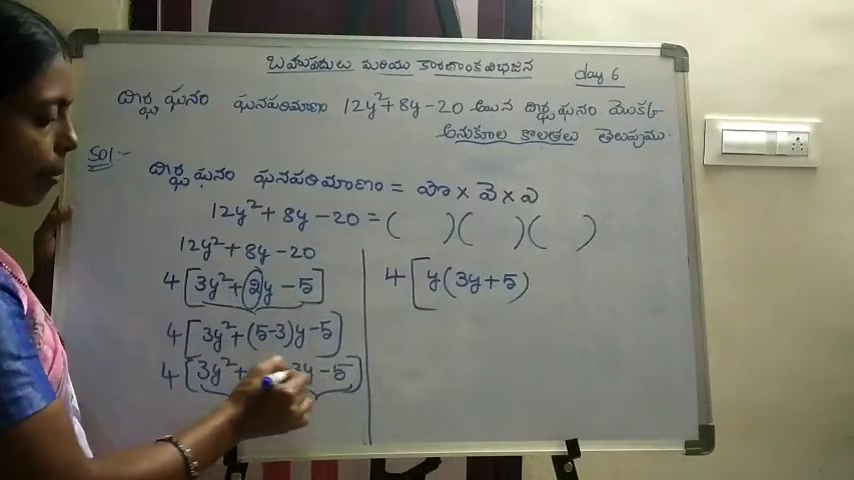 బహుపదులు మరియు కారణాంక విభజన
day 6
దీర్ఘ ఘనం ఘనపరిమాణం 12y²+8y-20 అయిన దీర్ఘ ఘనం యొక్క
అనుకూల కొలతలు తెలుపుము
Sol:-
దీర్ఘ ఘనం ఘనపరిమాణం = పొ × వె × ఎ
12y²+8y-20 = ( ) ( ) ( )
12y²+8y-20
4[3y²+2y-5]
4[3y²+(5-3)y-5]
4[3y²+ 3y-5]
4[y(3y+5)